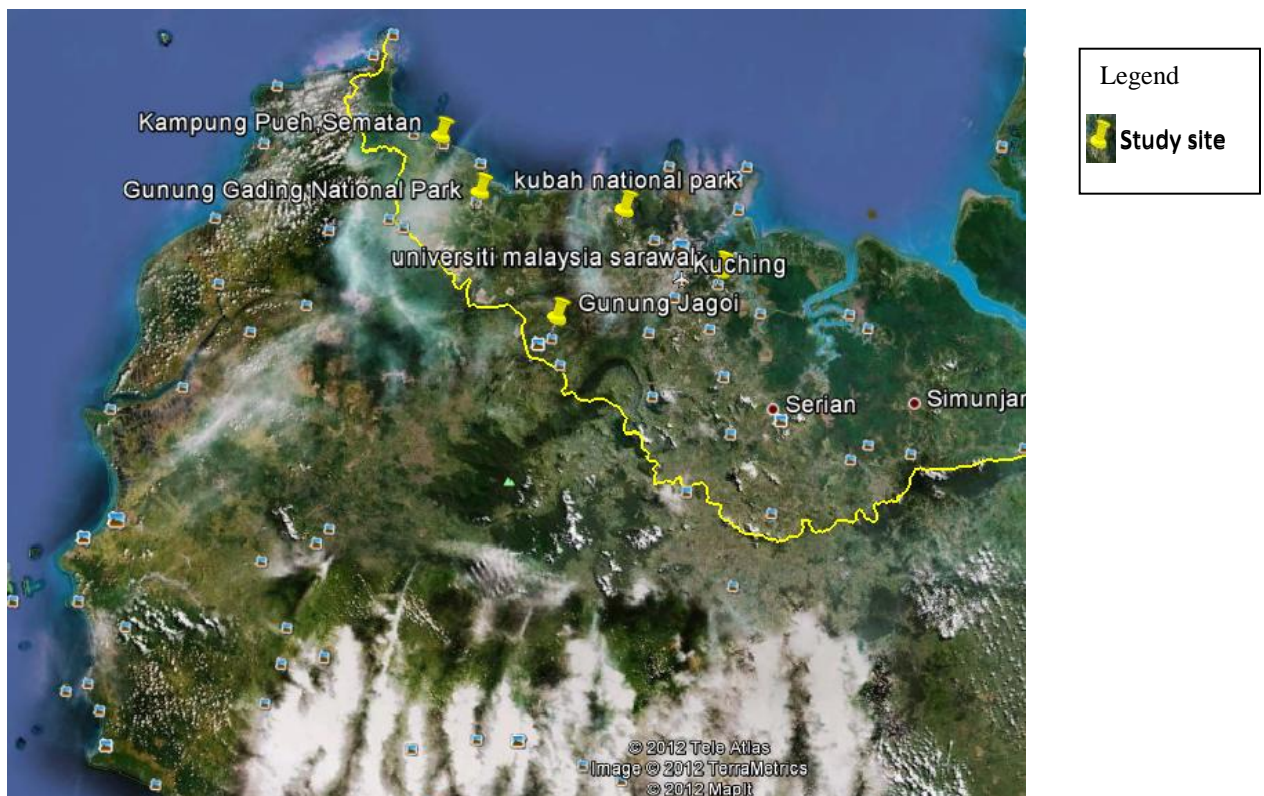 Legend
Study site
Kampung Pueh,Sematan
Gunung Gading National Park
kubah national park
universiti malaysia sarawak
Kuching
Gunung Jagoi
Serian
Simunjan
© 2012 Tele Atlas
Image © 2012 TerraMetrics
© 2012 MapIt